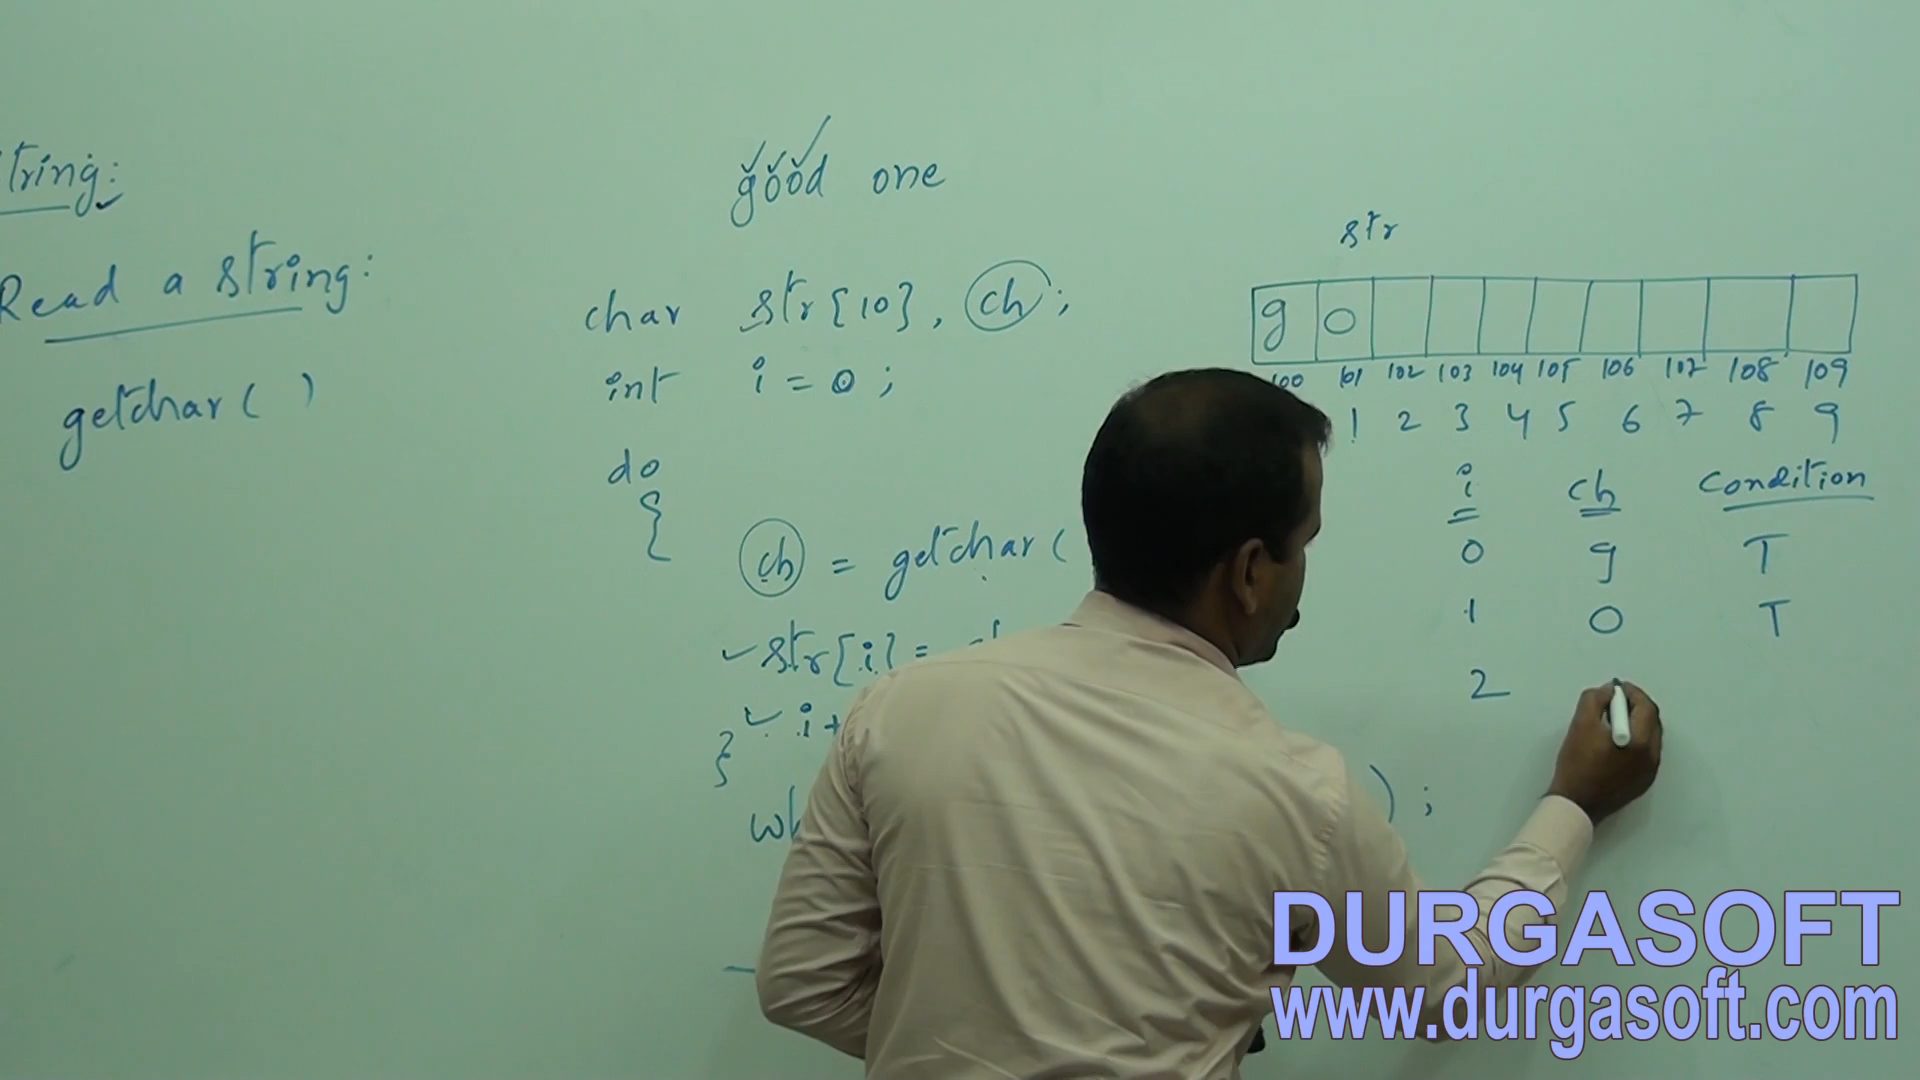 tring:
Read a string:
getchar ( )
good one
char str[10], ch;
int i = 0 ;
do
{
ch = getchar (
str[i] =
i+
}
) ;
str
g o
100 101 102 103 104 105 106 107 108 109
1 2 3 4 5 6 7 8 9
i ch Condition
0 g T
1 o T
2
DURGASOFT
www.durgasoft.com